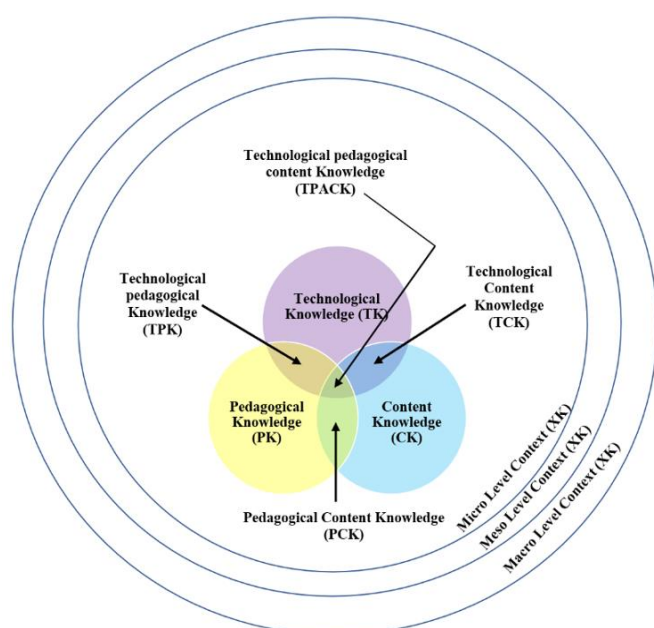 Technological pedagogical
content Knowledge
(TPACK)
Technological
pedagogical
Knowledge
(TPK)
Technological
Knowledge (TK)
Technological
Content
Knowledge
(TCK)
Pedagogical
Knowledge
(PK)
Content
Knowledge
(CK)
Pedagogical Content Knowledge
(PCK)
Micro Level Context (XK)
Meso Level Context (XK)
Macro Level Context (XK)